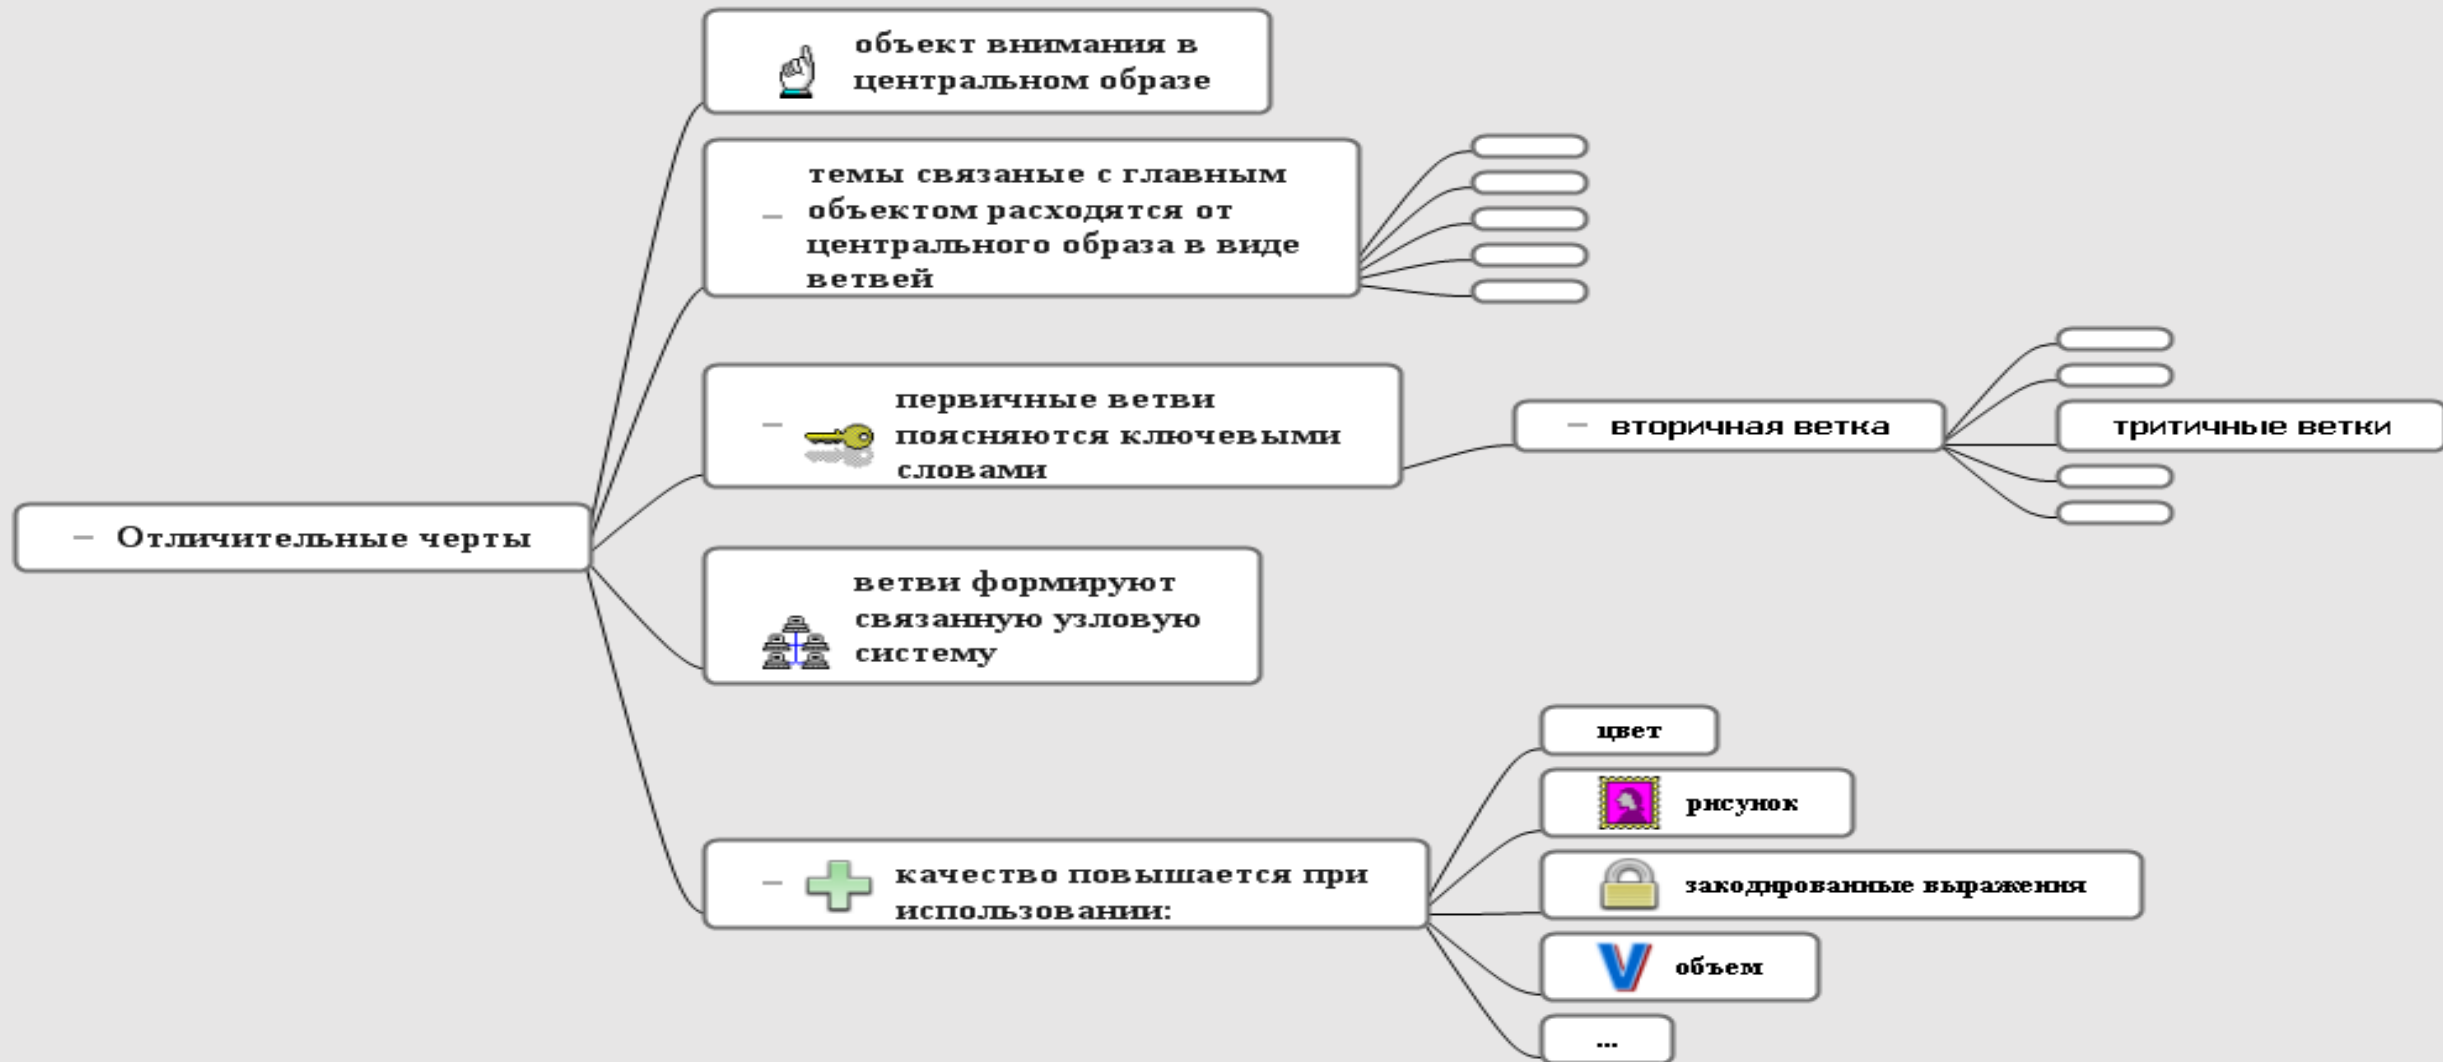 объект внимания в
центральном образе
темы связаные с главным
объектом расходятся от
центрального образа в виде
ветвей
первичные ветви
поясняются ключевыми
словами
вторичная ветка
тритичные ветки
Отличительные черты
ветви формируют
связанную узловую
систему
качество повышается при
использовании:
цвет
рисунок
закодированные выражения
объем
...